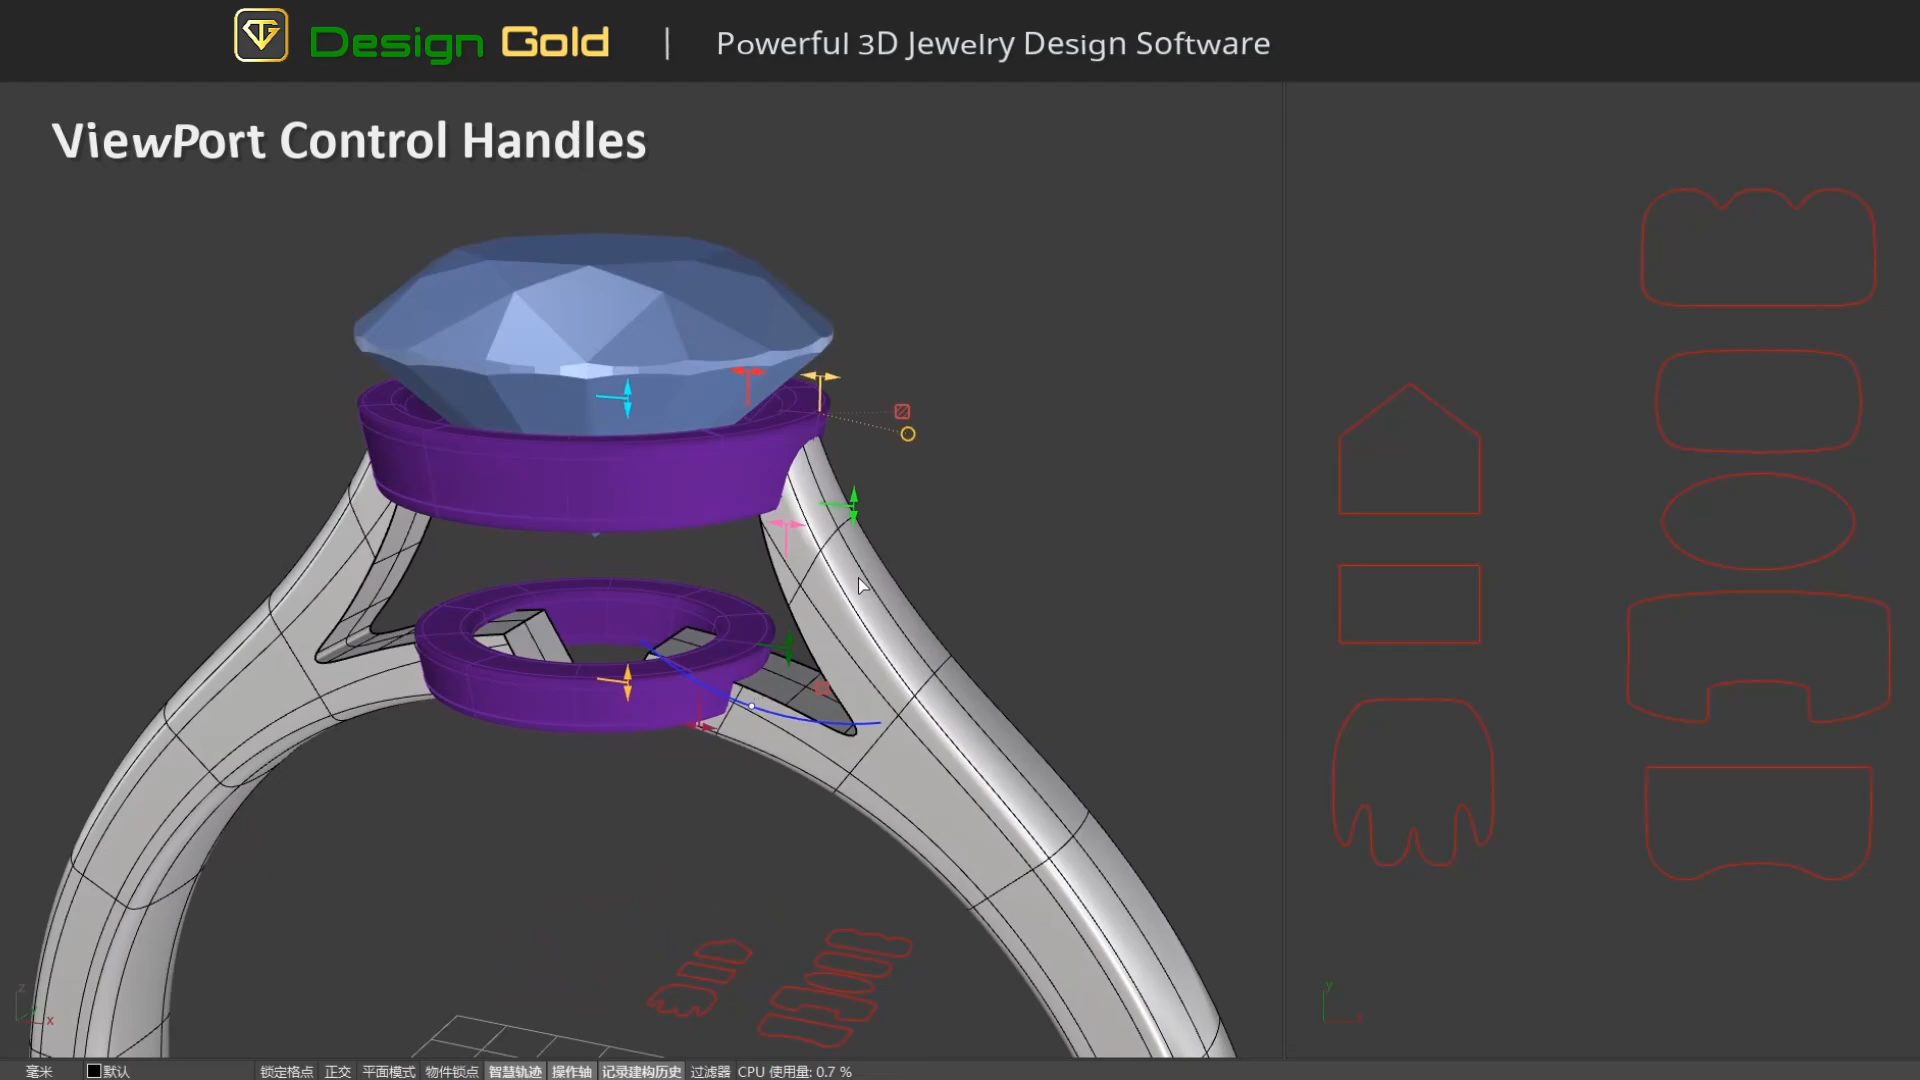 Design Gold | Powerful 3D Jewelry Design Software
ViewPort Control Handles
z
x
y
x
毫米 默认 锁定格点 正交 平面模式 物件锁点 智慧轨迹 操作轴 记录建构历史 过滤器 CPU 使用量: 0.7 %